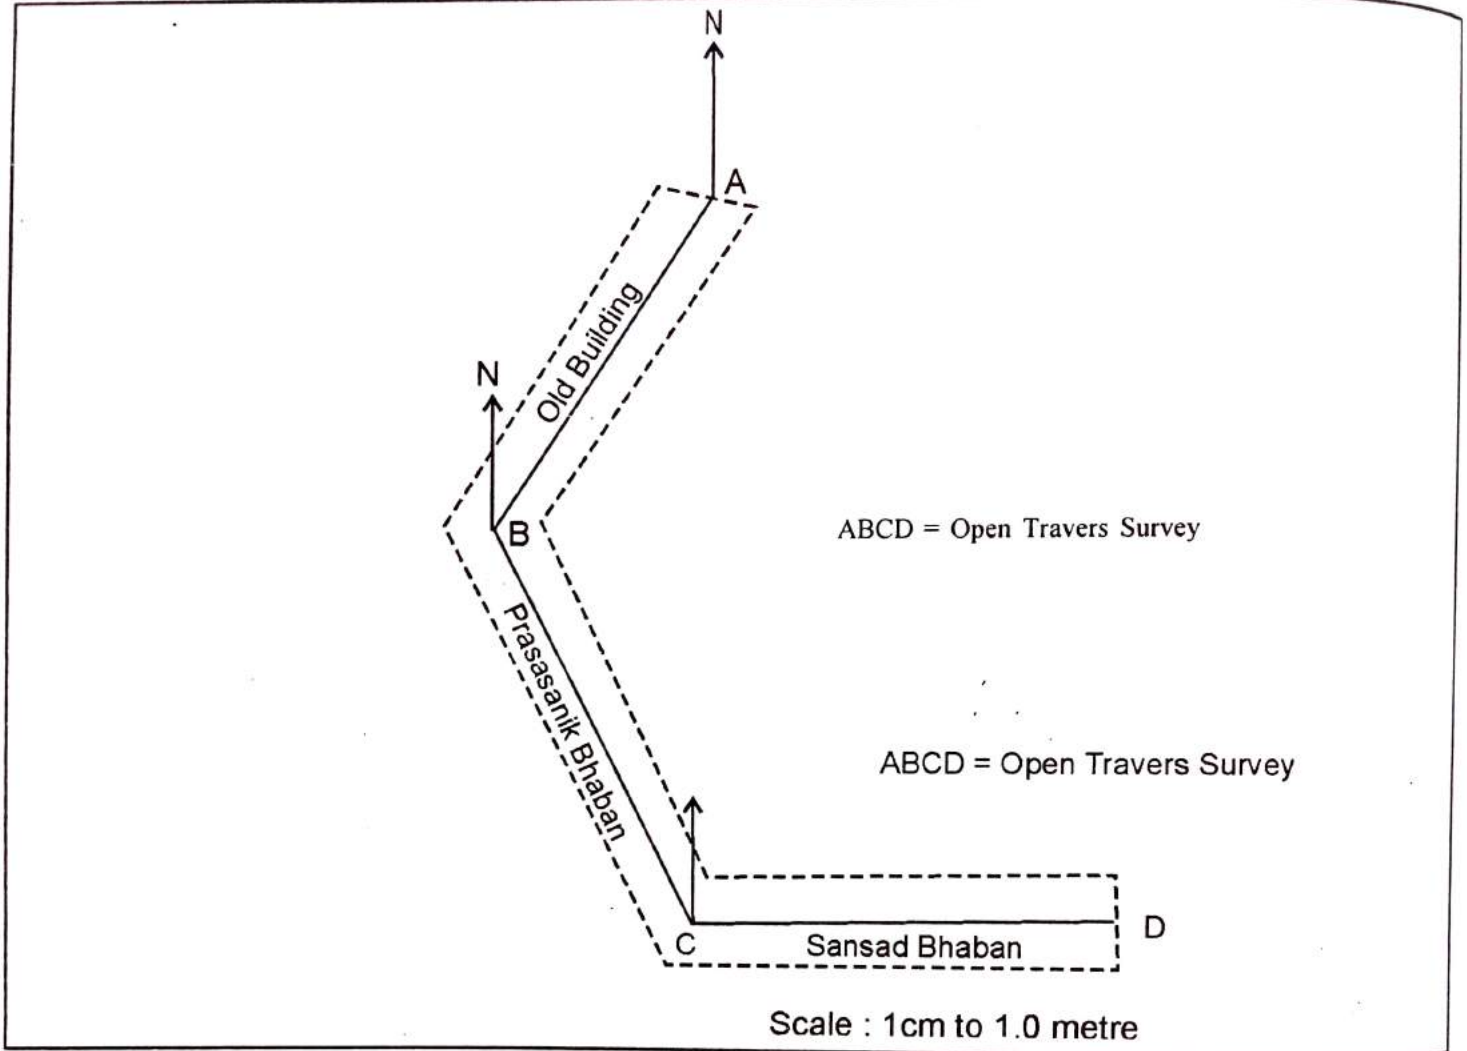 N
A
Old Building
N
B
ABCD = Open Travers Survey
Prasasanik Bhaban
ABCD = Open Travers Survey
C
Sansad Bhaban
D
Scale : 1cm to 1.0 metre